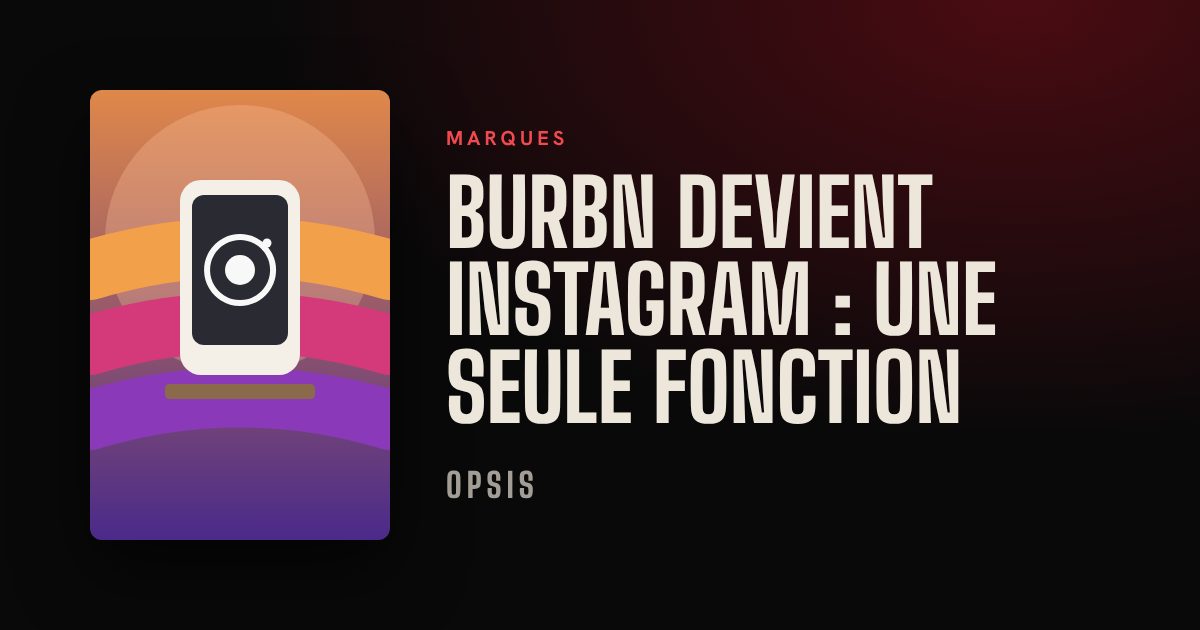 MARQUES
BURBN DEVIENT
INSTAGRAM : UNE
SEULE FONCTION
OPSIS